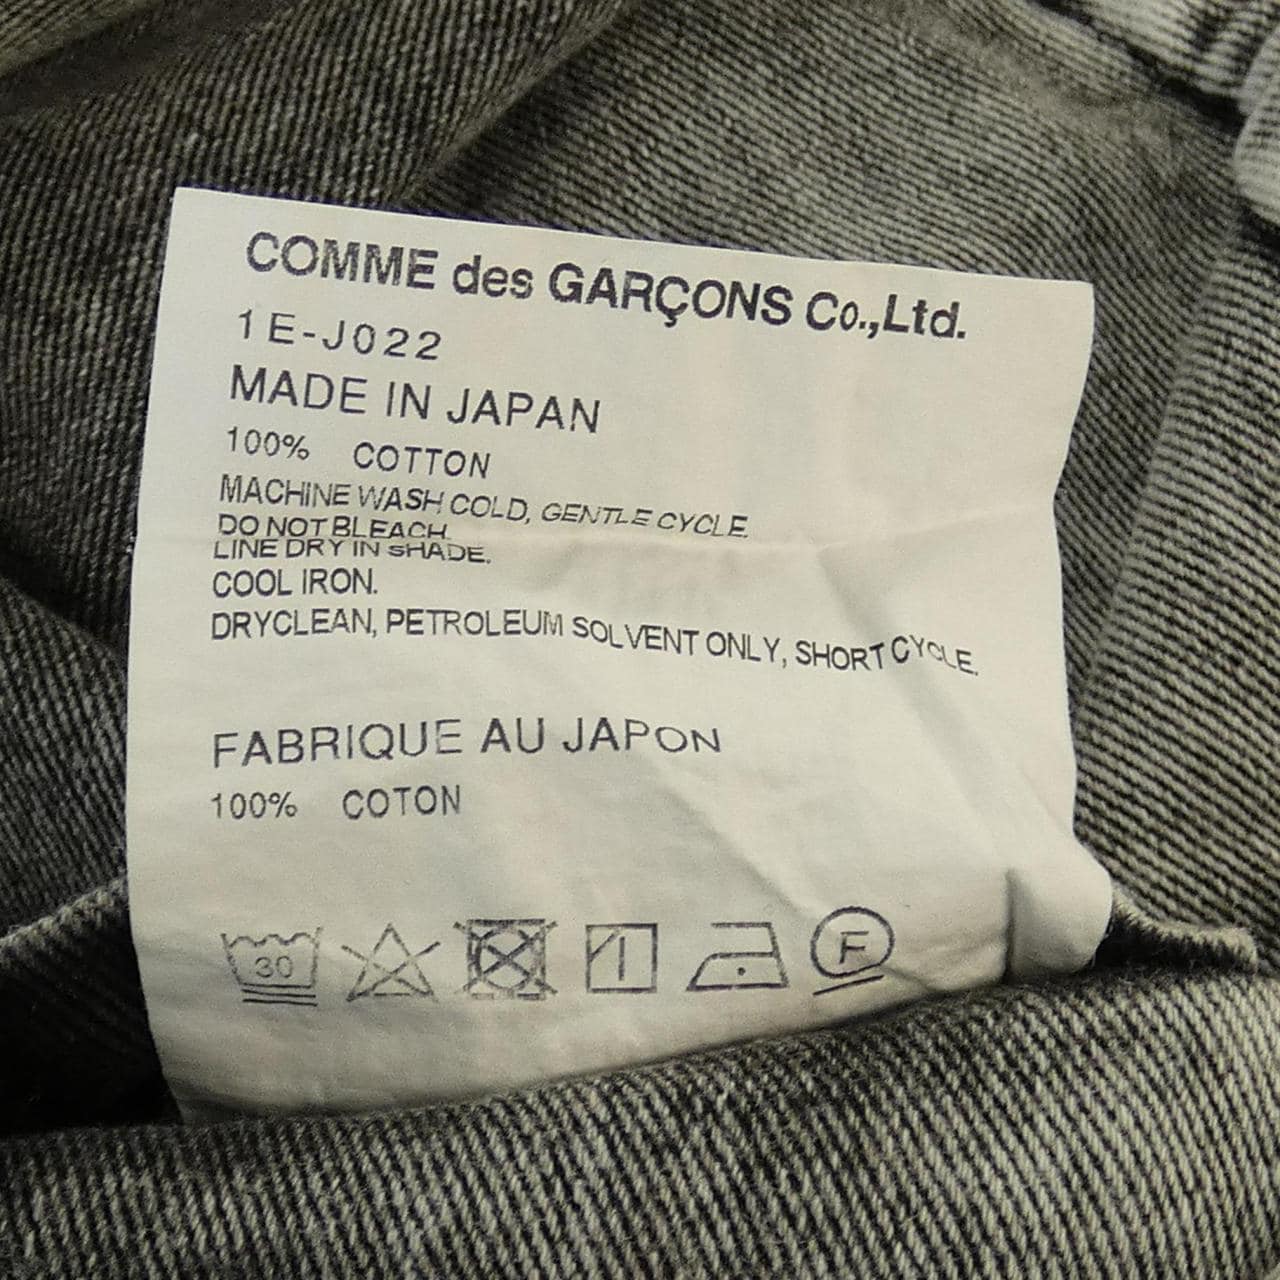 COMME des GARÇONS Co.,Ltd.
1E-J022
MADE IN JAPAN
100% COTTON
MACHINE WASH COLD, GENTLE CYCLE.
DO NOT BLEACH.
LINE DRY IN SHADE.
COOL IRON.
DRYCLEAN, PETROLEUM SOLVENT ONLY, SHORT CYCLE.
FABRIQUE AU JAPON
100% COTON
30 F